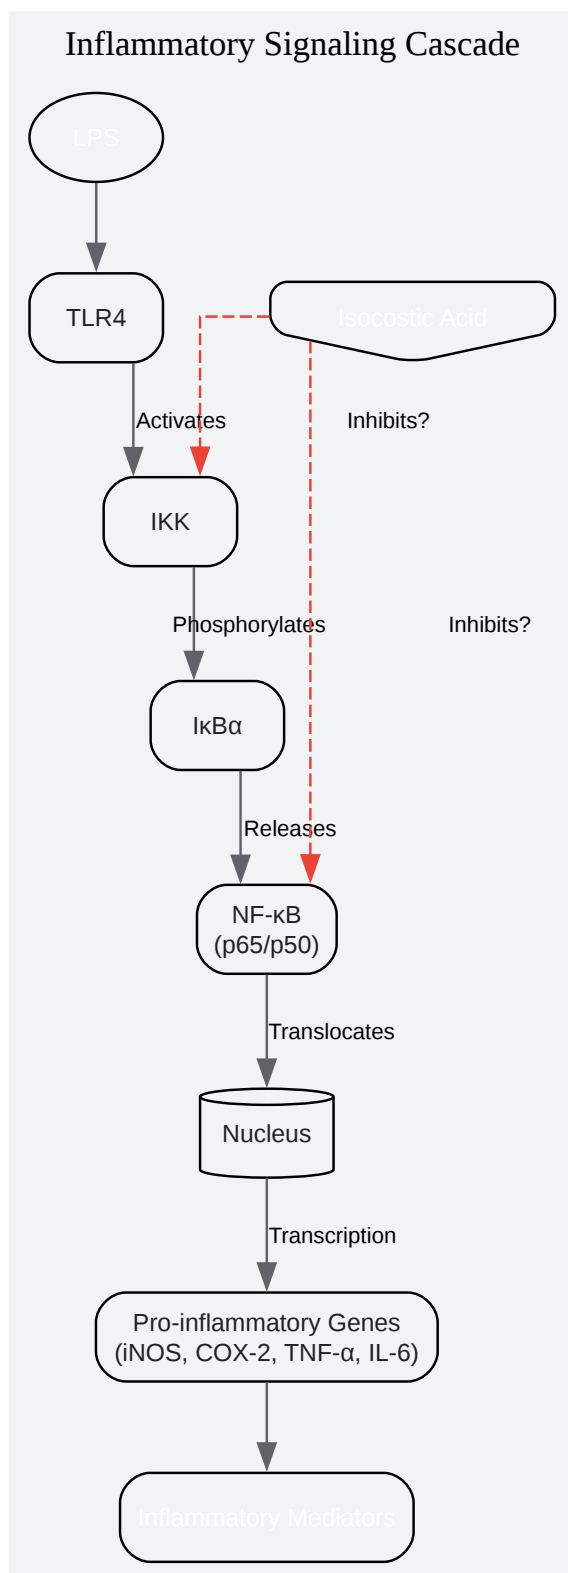 Inflammatory Signaling Cascade
LPS
TLR4
Isocostic Acid
Activates
Inhibits?
IKK
Phosphorylates
Inhibits?
IκBα
Releases
NF-κB
(p65/p50)
Translocates
Nucleus
Transcription
Pro-inflammatory Genes
(iNOS, COX-2, TNF-α, IL-6)
Inflammatory Mediators